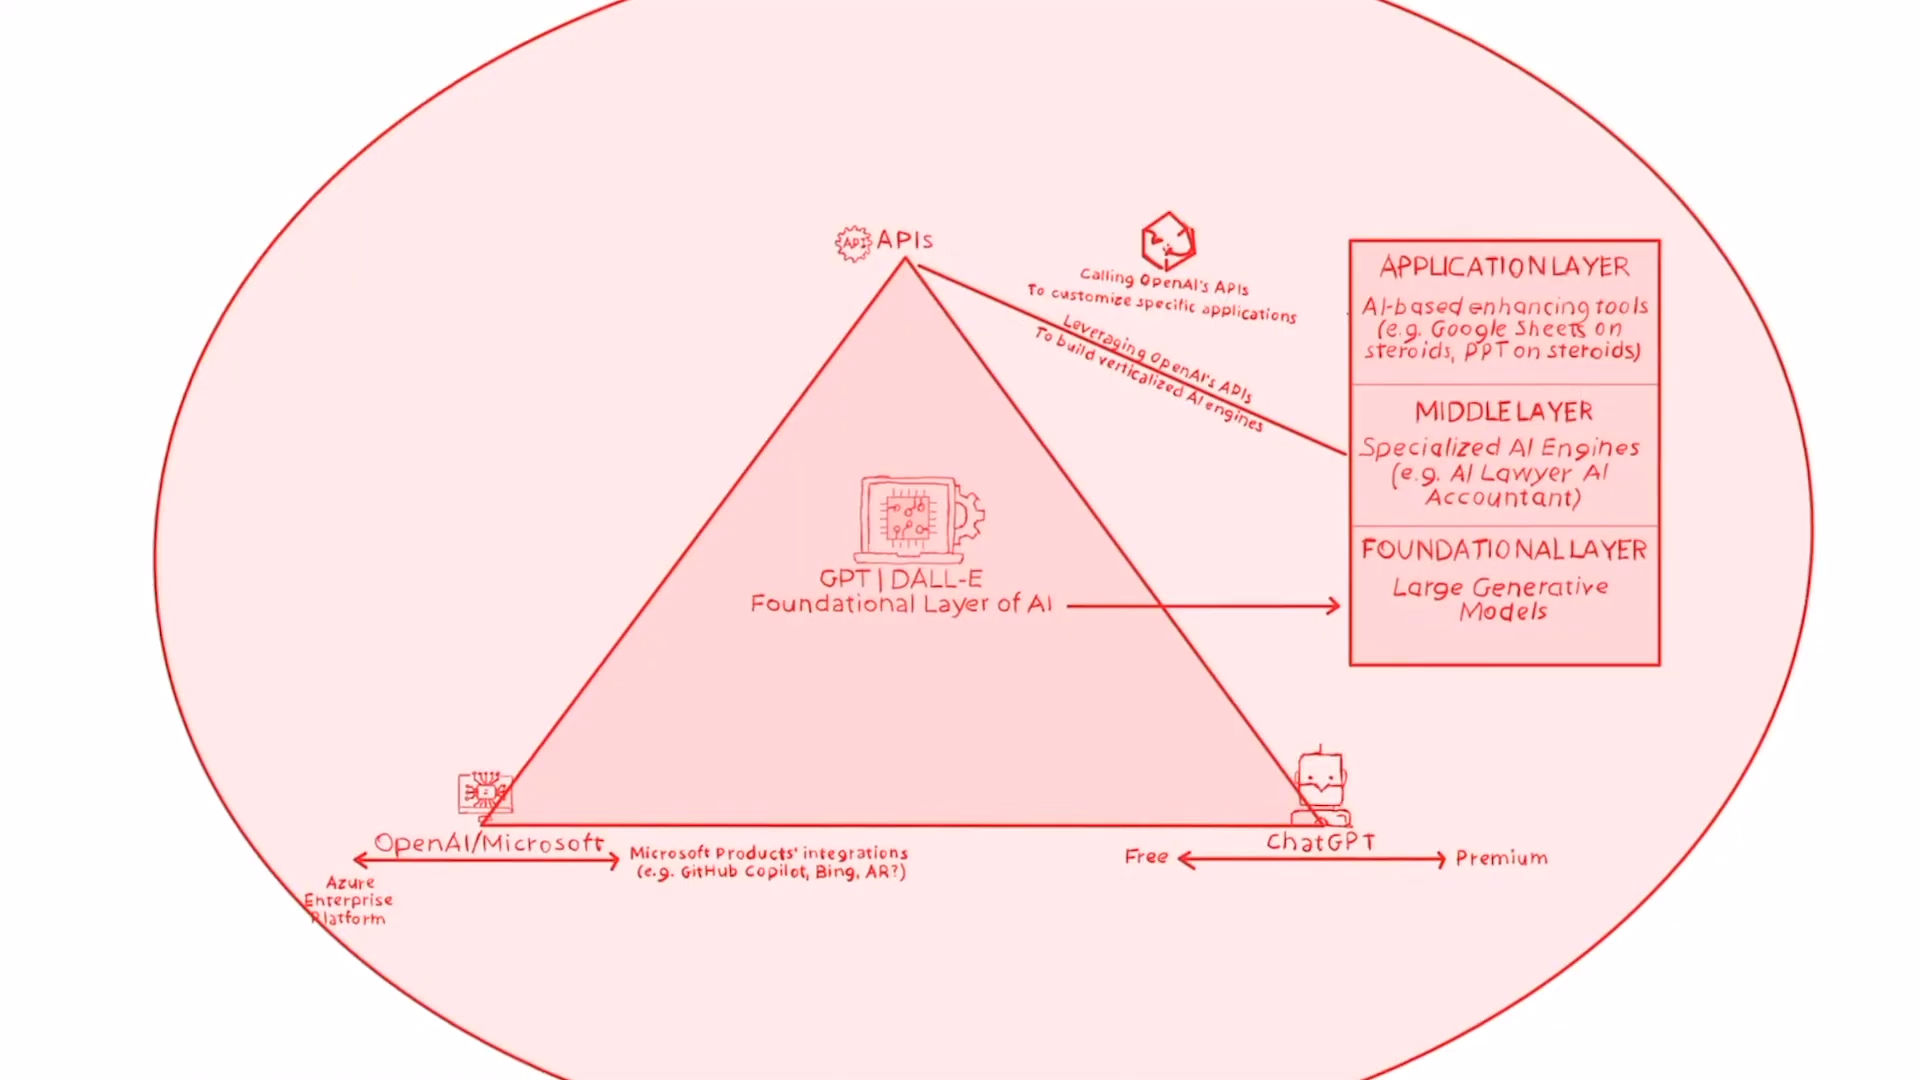 API APIs
Calling OpenAI's APIs
To customize specific applications
Leveraging OpenAI's APIs
To build verticalized AI engines
APPLICATION LAYER
AI-based enhancing tools
(e.g. Google Sheets on
steroids, PPT on steroids)
MIDDLE LAYER
Specialized AI Engines
(e.g. AI Lawyer AI
Accountant)
FOUNDATIONAL LAYER
Large Generative
Models
GPT | DALL-E
Foundational Layer of AI
OpenAI/Microsoft
Microsoft Products' integrations
(e.g. GitHub Copilot, Bing, AR?)
Azure
Enterprise
Platform
ChatGPT
Free
Premium